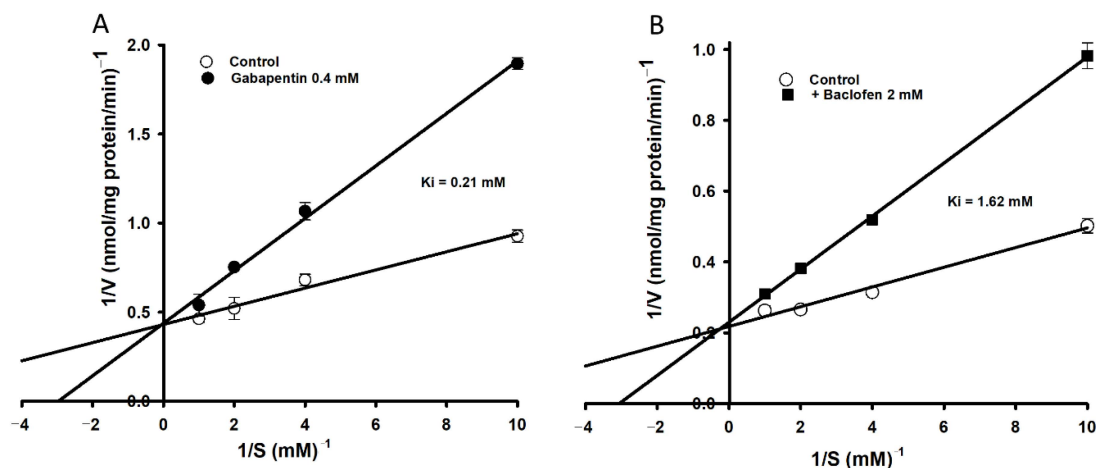 A
Control
Gabapentin 0.4 mM
Ki = 0.21 mM
1/V (nmol/mg protein/min)⁻¹
2.0
1.5
1.0
0.5
0.0
−4
−2
0
2
4
6
8
10
1/S (mM)⁻¹
B
Control
+ Baclofen 2 mM
Ki = 1.62 mM
1/V (nmol/mg protein/min)⁻¹
1.0
0.8
0.6
0.4
0.2
0.0
−4
−2
0
2
4
6
8
10
1/S (mM)⁻¹